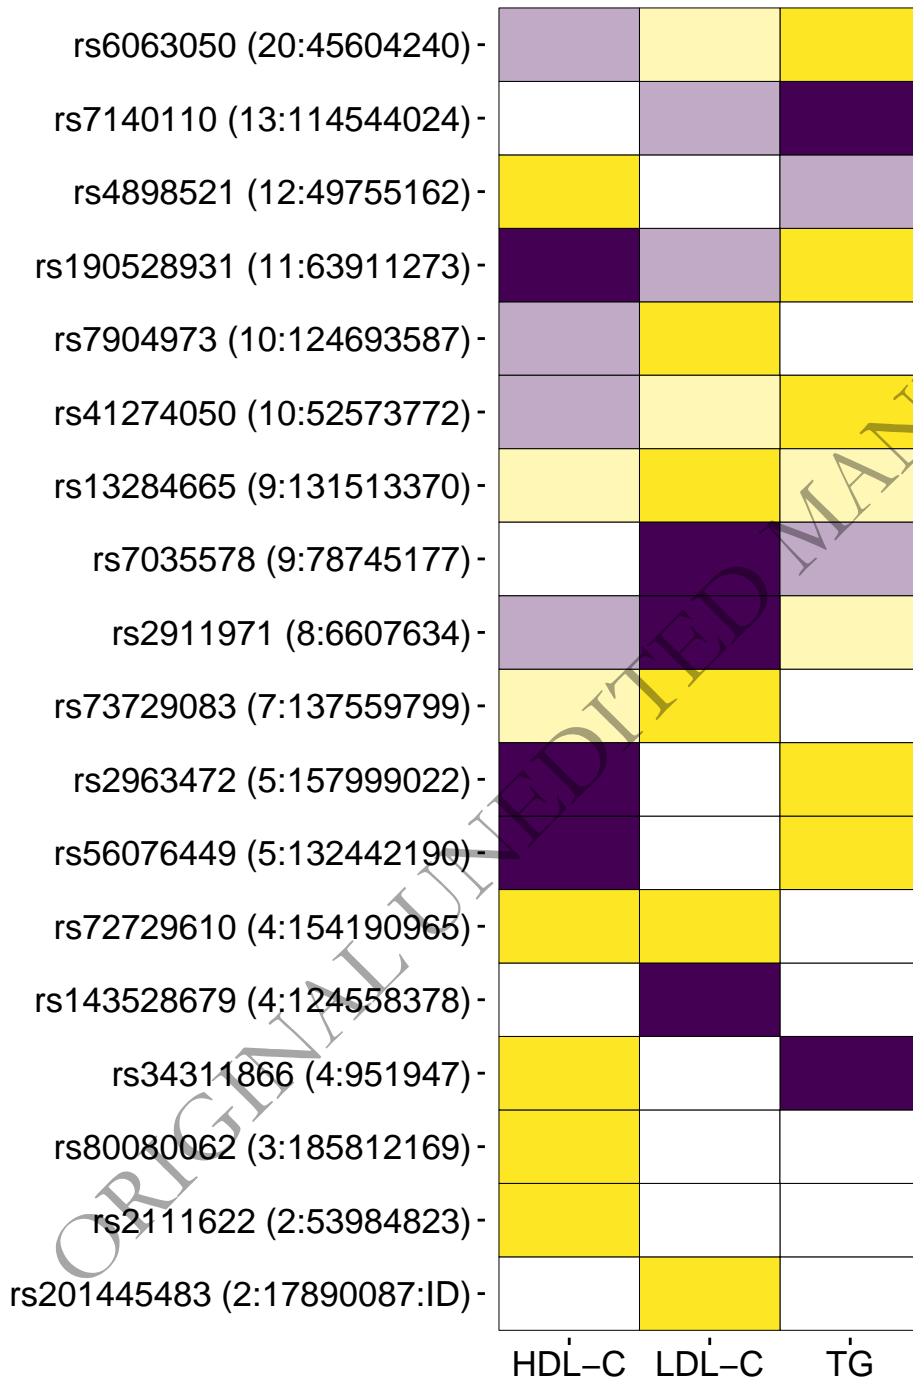 rs6063050 (20:45604240)
rs7140110 (13:114544024)
rs4898521 (12:49755162)
rs190528931 (11:63911273)
rs7904973 (10:124693587)
rs41274050 (10:52573772)
rs13284665 (9:131513370)
rs7035578 (9:78745177)
rs2911971 (8:6607634)
rs73729083 (7:137559799)
rs2963472 (5:157999022)
rs56076449 (5:132442190)
rs72729610 (4:154190965)
rs143528679 (4:124558378)
rs34311866 (4:951947)
rs80080062 (3:185812169)
rs2111622 (2:53984823)
rs201445483 (2:17890087:ID)
HDL−C LDL−C TG
ORIGINAL UNEDITED MAN